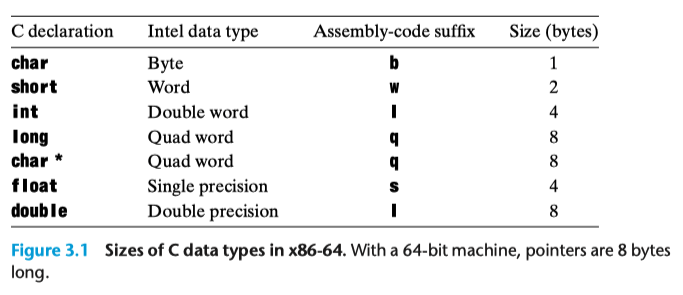 C declaration Intel data type Assembly-code suffix Size (bytes)
char Byte b 1
short Word w 2
int Double word l 4
long Quad word q 8
char * Quad word q 8
float Single precision s 4
double Double precision l 8
Figure 3.1 Sizes of C data types in x86-64. With a 64-bit machine, pointers are 8 bytes
long.